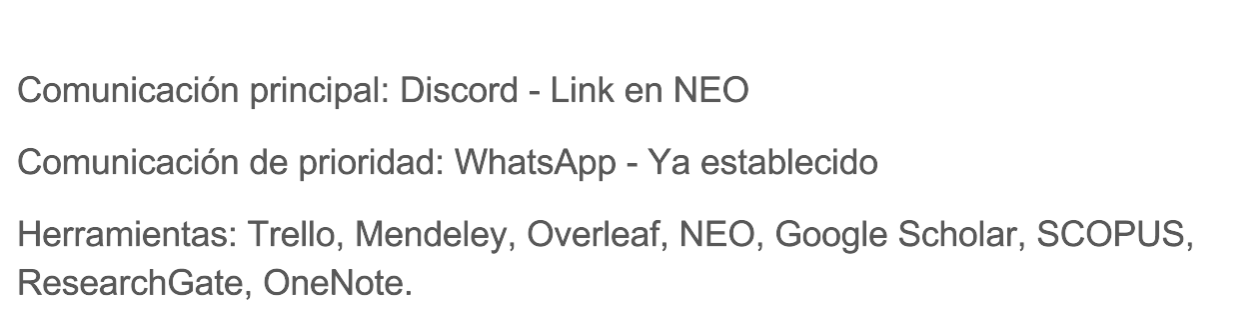 Comunicación principal: Discord - Link en NEO
Comunicación de prioridad: WhatsApp - Ya establecido
Herramientas: Trello, Mendeley, Overleaf, NEO, Google Scholar, SCOPUS,
ResearchGate, OneNote.